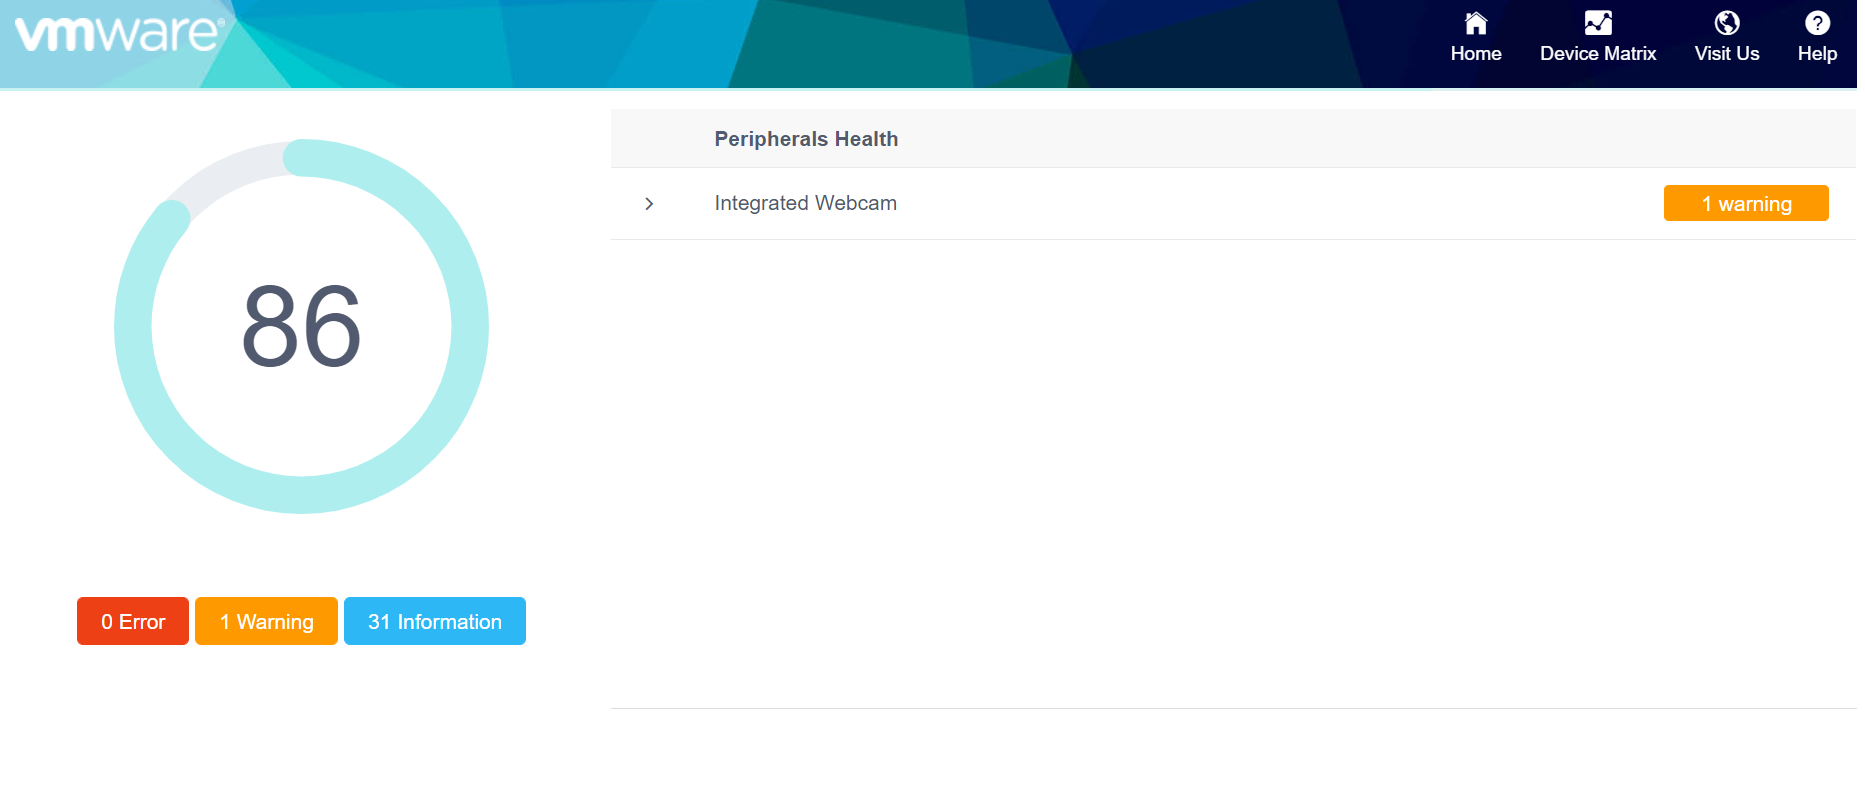 vmware®
Home
Device Matrix
Visit Us
Help
86
0 Error
1 Warning
31 Information
Peripherals Health
Integrated Webcam
1 warning